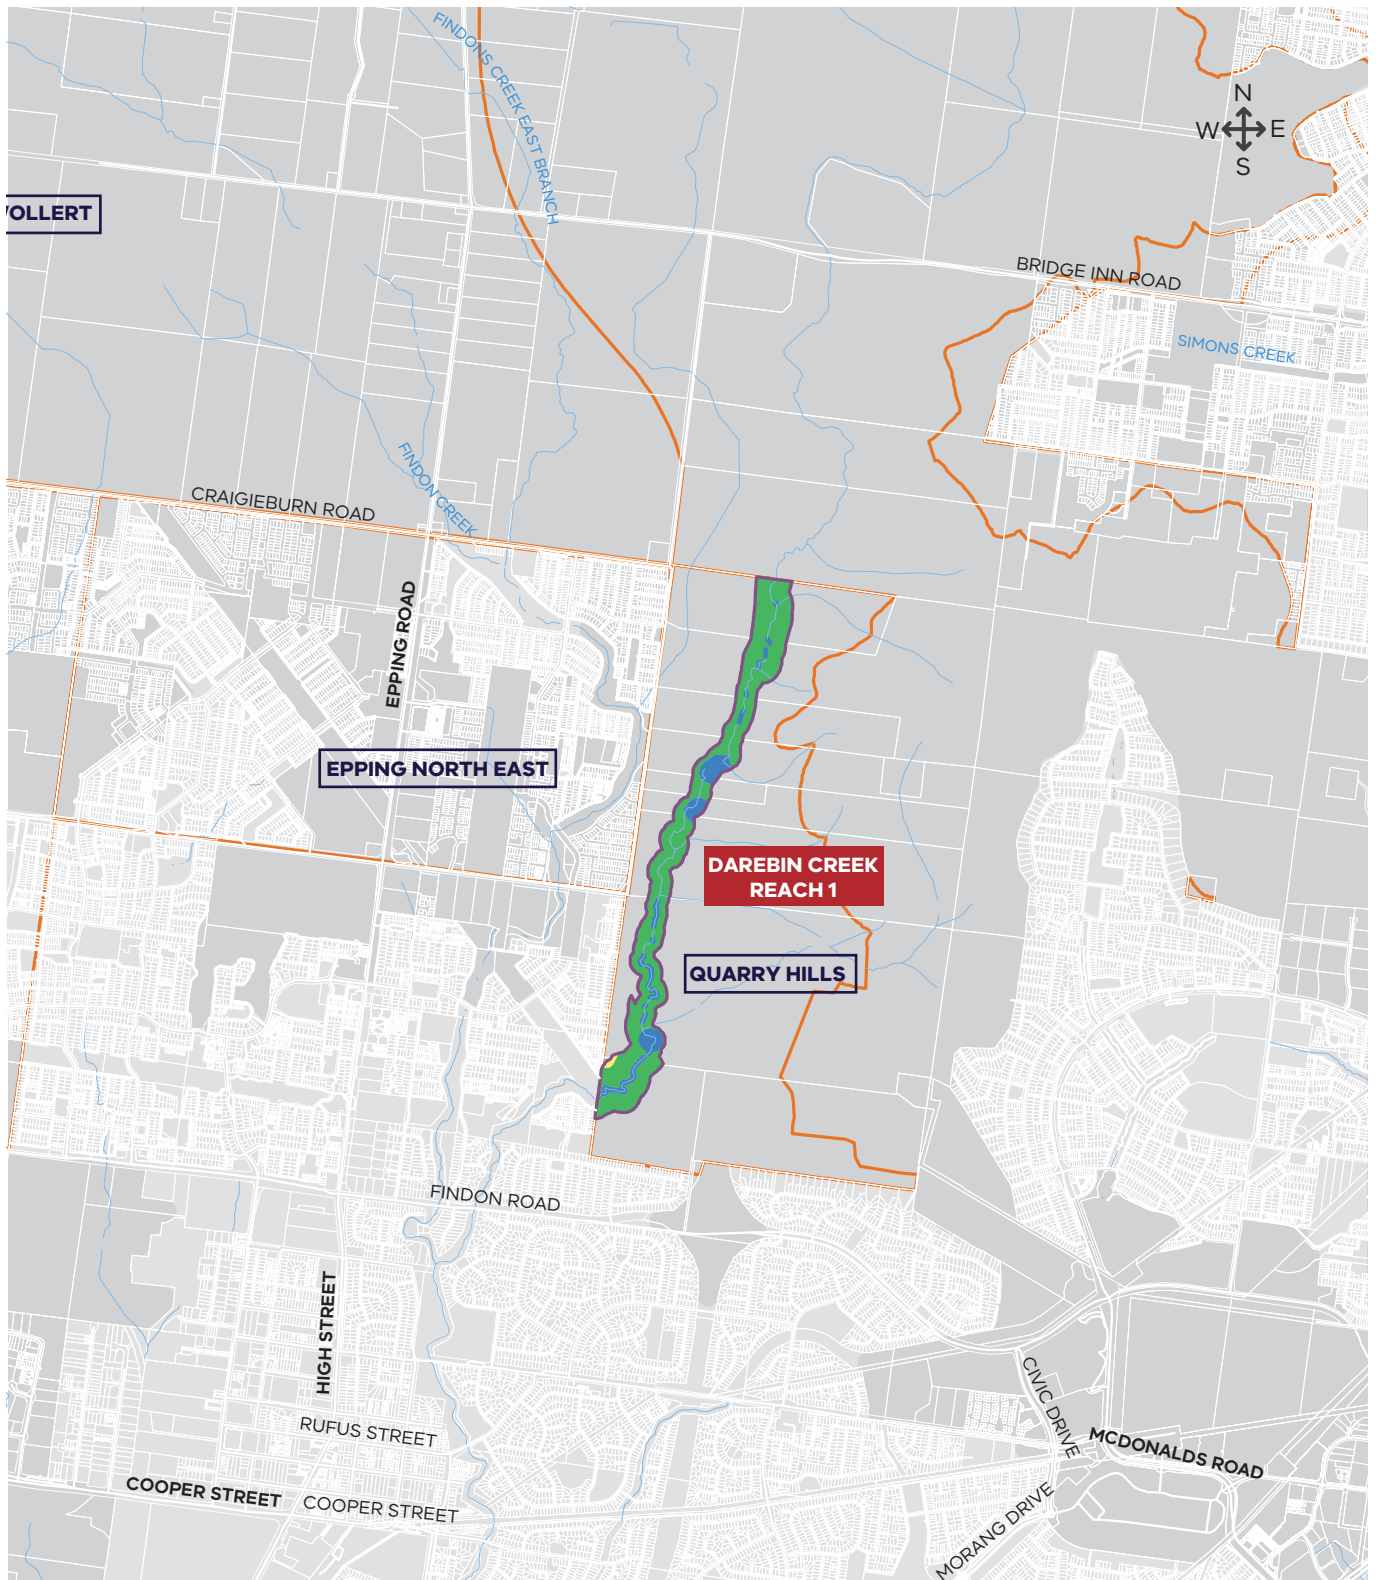 FINDONS CREEK EAST BRANCH
N
W E
S
VOLLERT
BRIDGE INN ROAD
SIMONS CREEK
FINDON CREEK
CRAIGIEBURN ROAD
EPPING ROAD
EPPING NORTH EAST
DAREBIN CREEK
REACH 1
QUARRY HILLS
FINDON ROAD
HIGH STREET
RUFUS STREET
CIVIC DRIVE
MCDONALDS ROAD
COOPER STREET
COOPER STREET
MORANG DRIVE